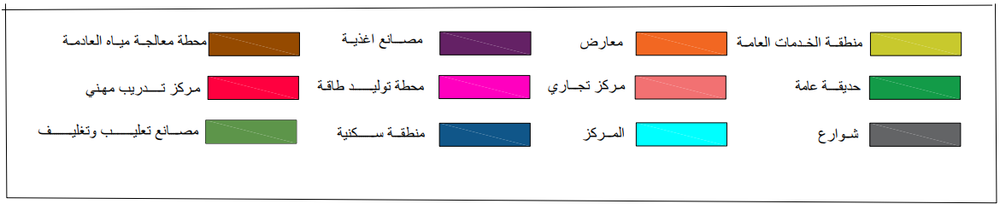 منطقة الخدمات العامة
معارض
مصانع اغذية
محطة معالجة مياه العادمة
حديقة عامة
مركز تجاري
محطة توليد طاقة
مركز تدريب مهني
شوارع
المركز
منطقة سكنية
مصانع تعليب وتغليف